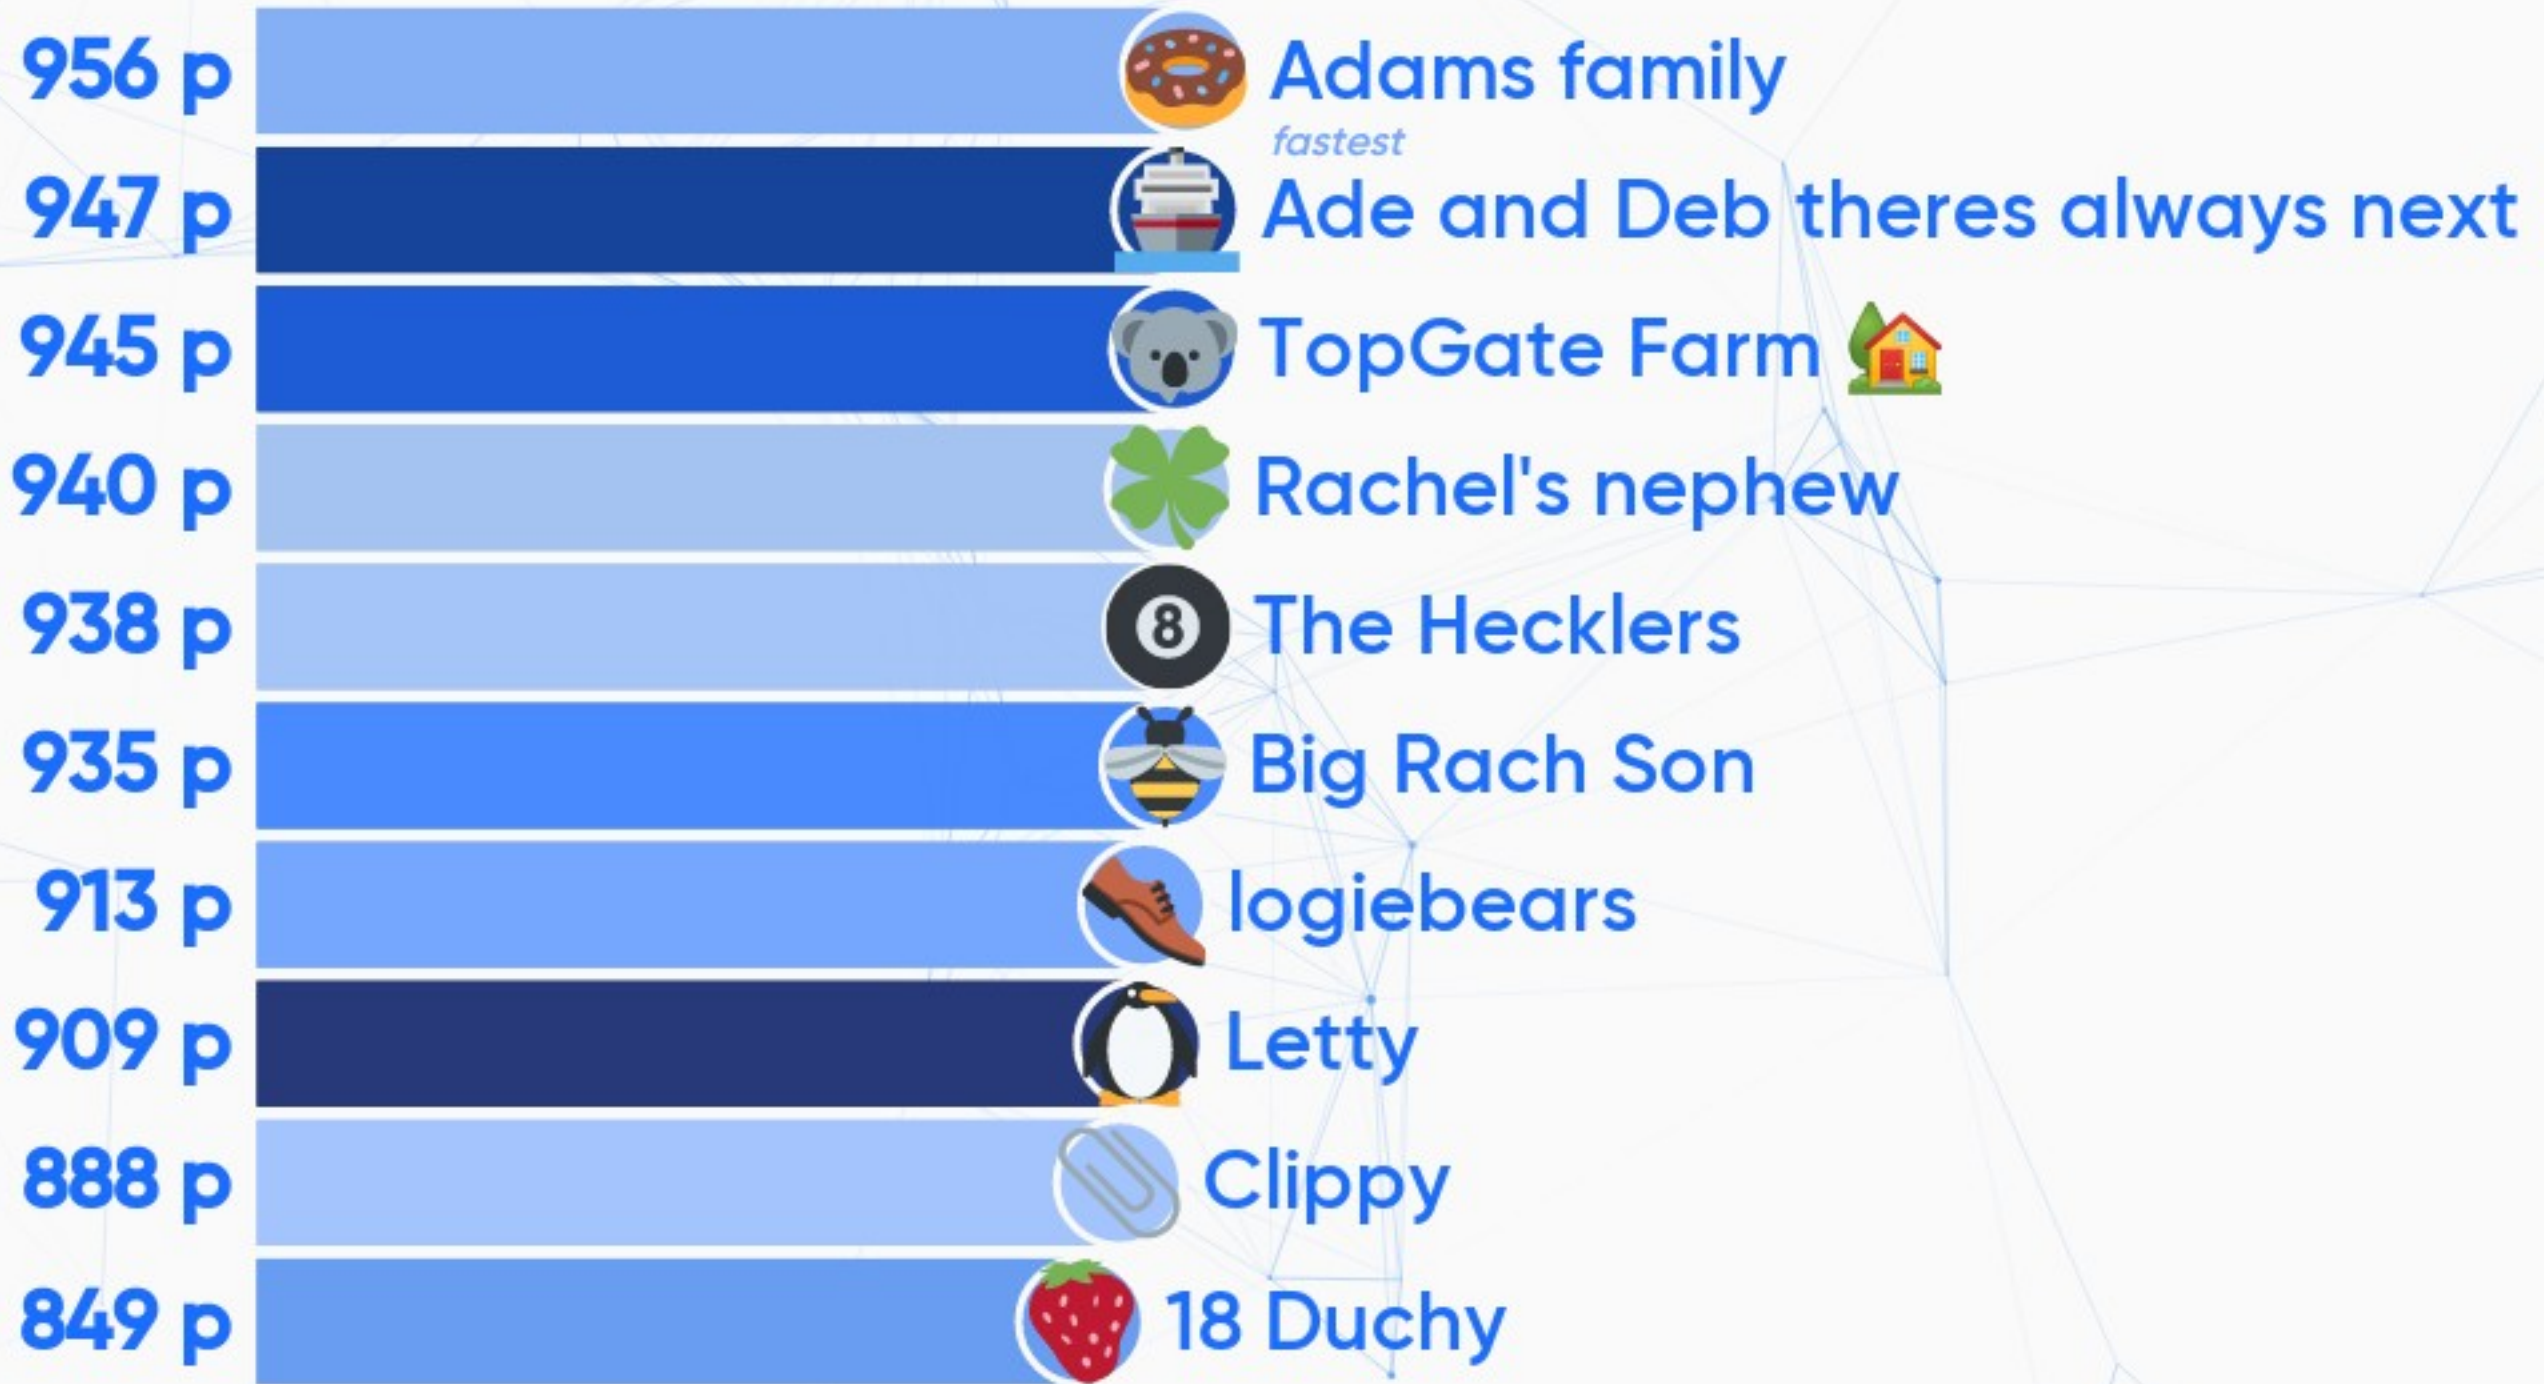 956 p Adams family
fastest
947 p Ade and Deb theres always next
945 p TopGate Farm
940 p Rachel's nephew
938 p 8 The Hecklers
935 p Big Rach Son
913 p logiebears
909 p Letty
888 p Clippy
849 p 18 Duchy